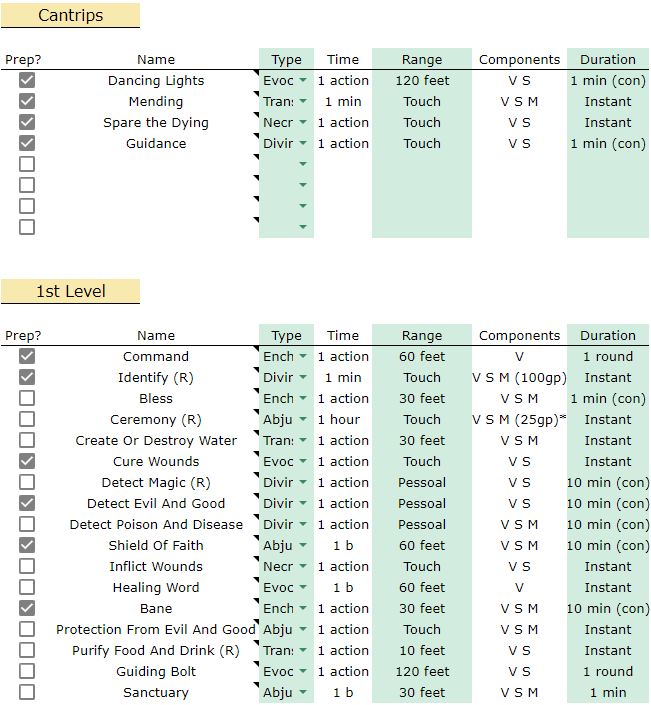 Cantrips
Prep? Name Type Time Range Components Duration
Dancing Lights Evoc 1 action 120 feet V S 1 min (con)
Mending Trans 1 min Touch V S M Instant
Spare the Dying Necr 1 action Touch V S Instant
Guidance Divir 1 action Touch V S 1 min (con)
1st Level
Prep? Name Type Time Range Components Duration
Command Ench 1 action 60 feet V 1 round
Identify (R) Divir 1 min Touch V S M (100gp) Instant
Bless Ench 1 action 30 feet V S M 1 min (con)
Ceremony (R) Abju 1 hour Touch V S M (25gp)* Instant
Create Or Destroy Water Trans 1 action 30 feet V S M Instant
Cure Wounds Evoc 1 action Touch V S Instant
Detect Magic (R) Divir 1 action Pessoal V S 10 min (con)
Detect Evil And Good Divir 1 action Pessoal V S 10 min (con)
Detect Poison And Disease Divir 1 action Pessoal V S M 10 min (con)
Shield Of Faith Abju 1 b 60 feet V S M 10 min (con)
Inflict Wounds Necr 1 action Touch V S Instant
Healing Word Evoc 1 b 60 feet V Instant
Bane Ench 1 action 30 feet V S M 10 min (con)
Protection From Evil And Good Abju 1 action Touch V S M Instant
Purify Food And Drink (R) Trans 1 action 10 feet V S Instant
Guiding Bolt Evoc 1 action 120 feet V S 1 round
Sanctuary Abju 1 b 30 feet V S M 1 min